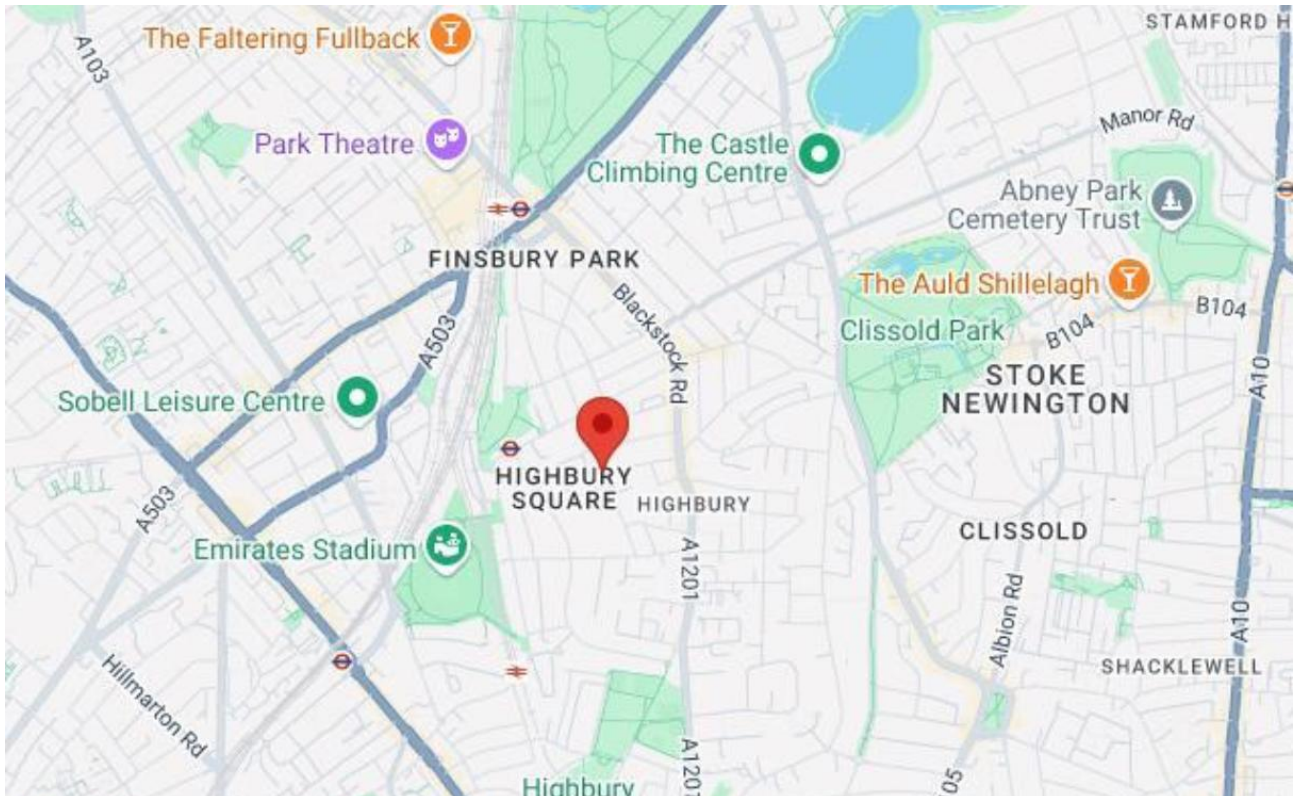 STAMFORD H
The Faltering Fullback
A103
Manor Rd
Park Theatre
The Castle
Climbing Centre
Abney Park
Cemetery Trust
FINSBURY PARK
The Auld Shillelagh
Blackstock Rd
B104
Clissold Park
B104
A503
STOKE
NEWINGTON
A10
Sobell Leisure Centre
HIGHBURY
SQUARE
HIGHBURY
A503
CLISSOLD
Emirates Stadium
A1201
Albion Rd
A10
SHACKLEWELL
Hillmarton Rd
A1201
Highbury
05